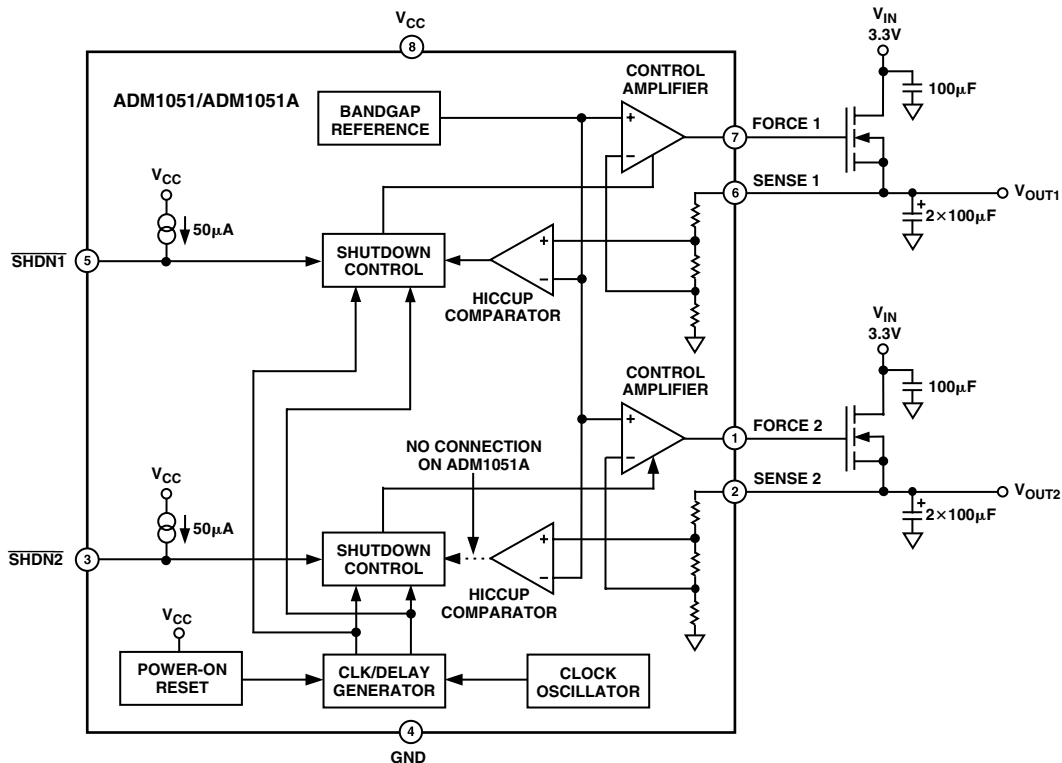 VCC
8
VIN
3.3V
100μF
ADM1051/ADM1051A
BANDGAP
REFERENCE
CONTROL
AMPLIFIER
+
−
7
FORCE 1
6
SENSE 1
VOUT1
+
2×100μF
VCC
50μA
SHDN1
5
SHUTDOWN
CONTROL
+
−
HICCUP
COMPARATOR
VIN
3.3V
100μF
CONTROL
AMPLIFIER
+
−
1
FORCE 2
NO CONNECTION
ON ADM1051A
2
SENSE 2
VOUT2
+
2×100μF
VCC
50μA
SHDN2
3
SHUTDOWN
CONTROL
+
−
HICCUP
COMPARATOR
VCC
POWER-ON
RESET
CLK/DELAY
GENERATOR
CLOCK
OSCILLATOR
4
GND